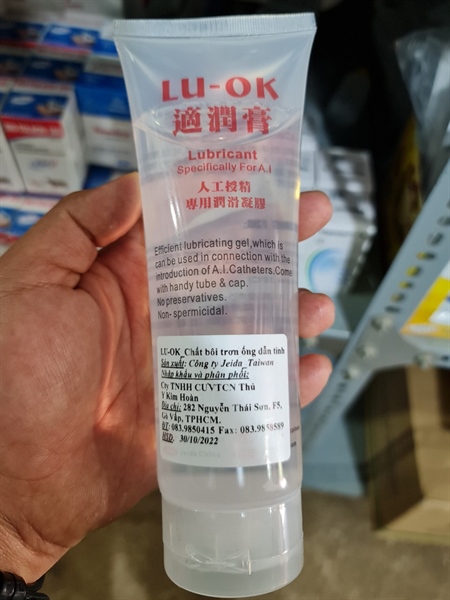 LU-OK
適潤膏
Lubricant
Specifically For A.I
人工授精
專用潤滑凝膠
Efficient lubricating gel,which is
can be used in connection with the
introduction of A.I.Catheters.Come
with handy tube & cap.
No preservatives.
Non- spermicidal.
LU-OK_Chất bôi trơn ống dẫn tinh
Sản xuất: Công ty Jeida_Taiwan
Nhập khẩu và phân phối:
Cty TNHH CUVTCN Thú
Y Kim Hoàn
Địa chỉ: 282 Nguyễn Thái Sơn, F5,
Gò Vấp, TPHCM.
ĐT: 083.9850415 Fax: 083.9858589
HSD: 30/10/2022